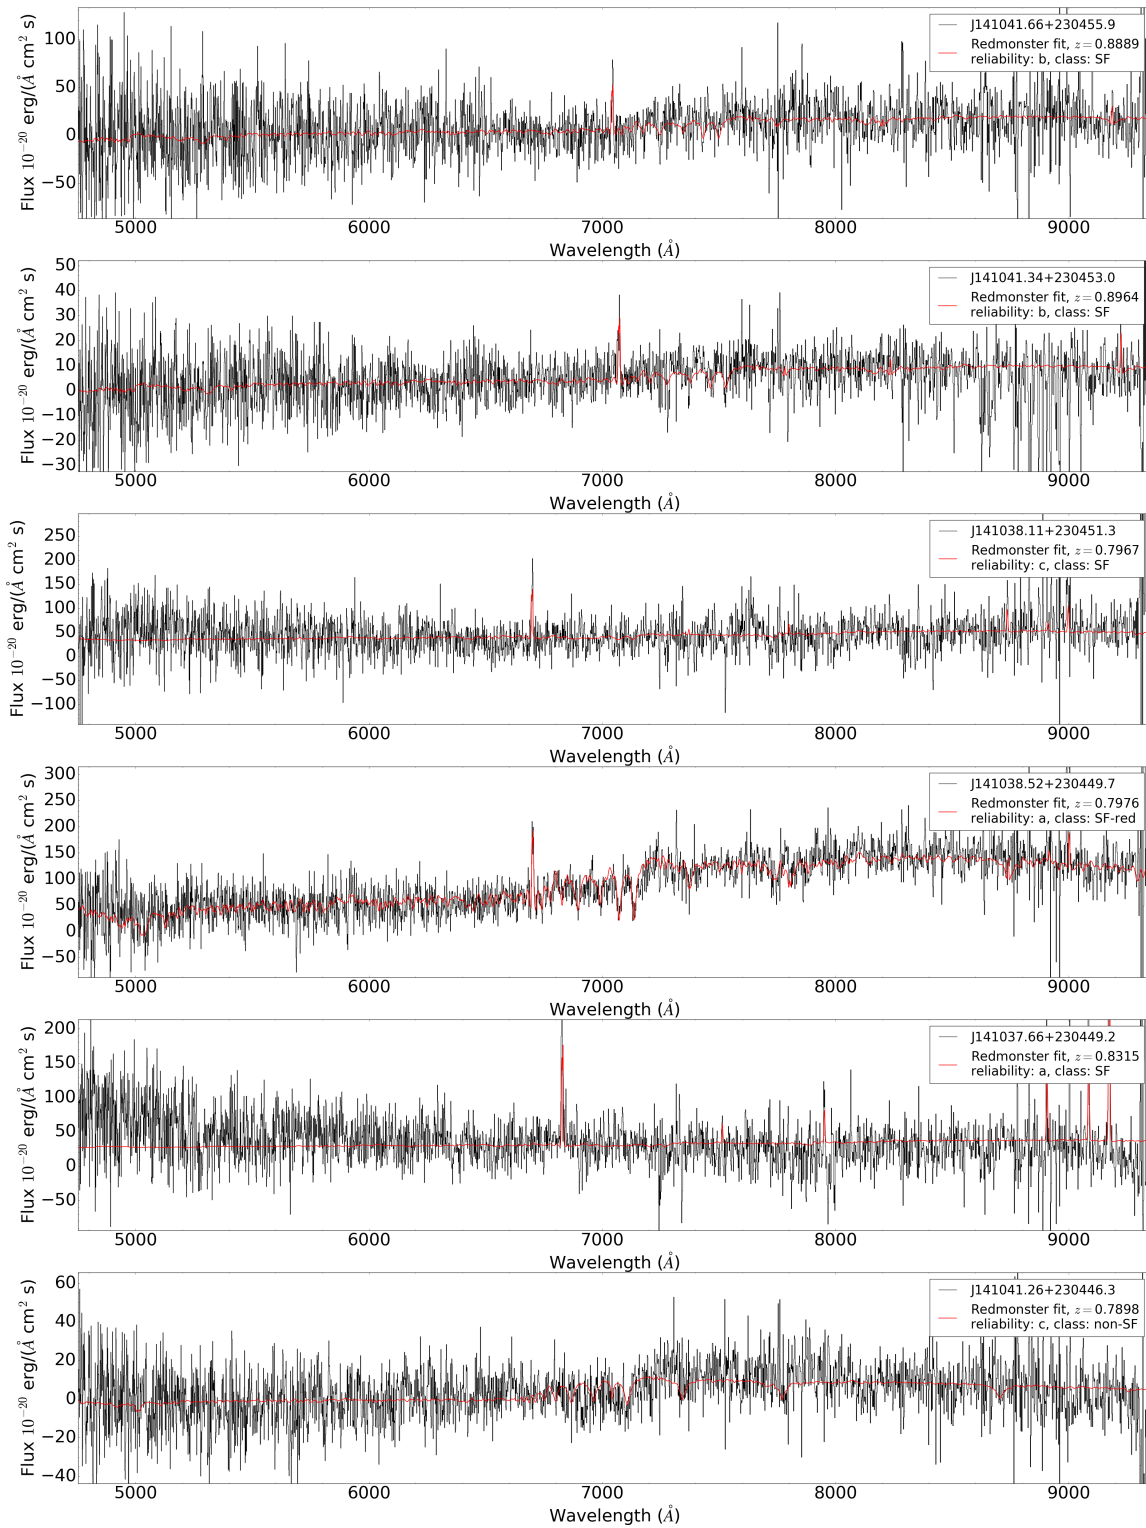 J141041.66+230455.9
Redmonster fit, z = 0.8889
reliability: b, class: SF
100
50
0
−50
Flux 10⁻²⁰ erg/(Å cm² s)
5000 6000 7000 8000 9000
Wavelength (Å)
J141041.34+230453.0
Redmonster fit, z = 0.8964
reliability: b, class: SF
50
40
30
20
10
0
−10
−20
−30
Flux 10⁻²⁰ erg/(Å cm² s)
5000 6000 7000 8000 9000
Wavelength (Å)
J141038.11+230451.3
Redmonster fit, z = 0.7967
reliability: c, class: SF
250
200
150
100
50
0
−50
−100
Flux 10⁻²⁰ erg/(Å cm² s)
5000 6000 7000 8000 9000
Wavelength (Å)
J141038.52+230449.7
Redmonster fit, z = 0.7976
reliability: a, class: SF-red
300
250
200
150
100
50
0
−50
Flux 10⁻²⁰ erg/(Å cm² s)
5000 6000 7000 8000 9000
Wavelength (Å)
J141037.66+230449.2
Redmonster fit, z = 0.8315
reliability: a, class: SF
200
150
100
50
0
−50
Flux 10⁻²⁰ erg/(Å cm² s)
5000 6000 7000 8000 9000
Wavelength (Å)
J141041.26+230446.3
Redmonster fit, z = 0.7898
reliability: c, class: non-SF
60
40
20
0
−20
−40
Flux 10⁻²⁰ erg/(Å cm² s)
5000 6000 7000 8000 9000
Wavelength (Å)